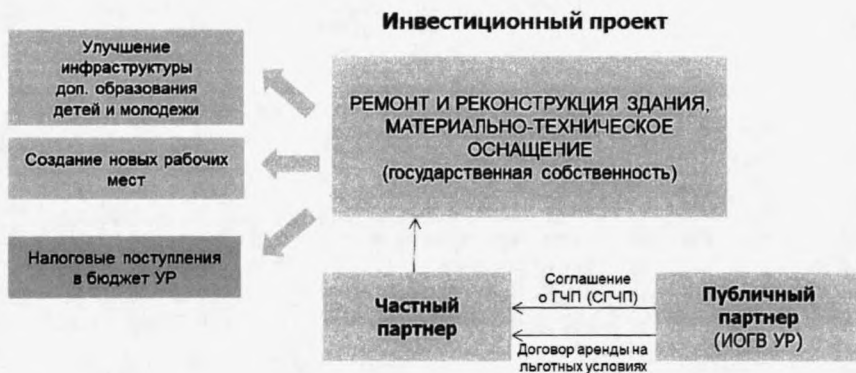 Инвестиционный проект
Улучшение
инфраструктуры
доп. образования
детей и молодежи
Создание новых рабочих
мест
Налоговые поступления
в бюджет УР
РЕМОНТ И РЕКОНСТРУКЦИЯ ЗДАНИЯ,
МАТЕРИАЛЬНО-ТЕХНИЧЕСКОЕ
ОСНАЩЕНИЕ
(государственная собственность)
Частный
партнер
Соглашение
о ГЧП (СГЧП)
Договор аренды на
льготных условиях
Публичный
партнер
(ИОГВ УР)